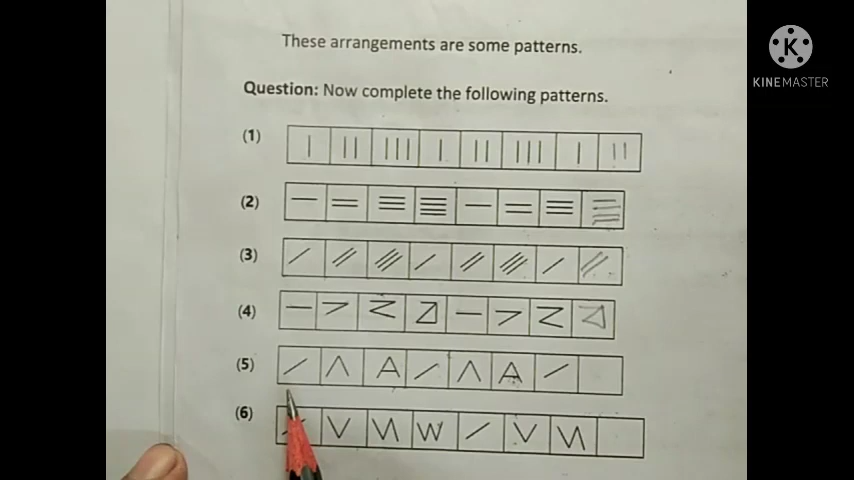 These arrangements are some patterns.
K
KINEMASTER
Question: Now complete the following patterns.
(1)
(2)
(3)
(4)
(5)
(6)